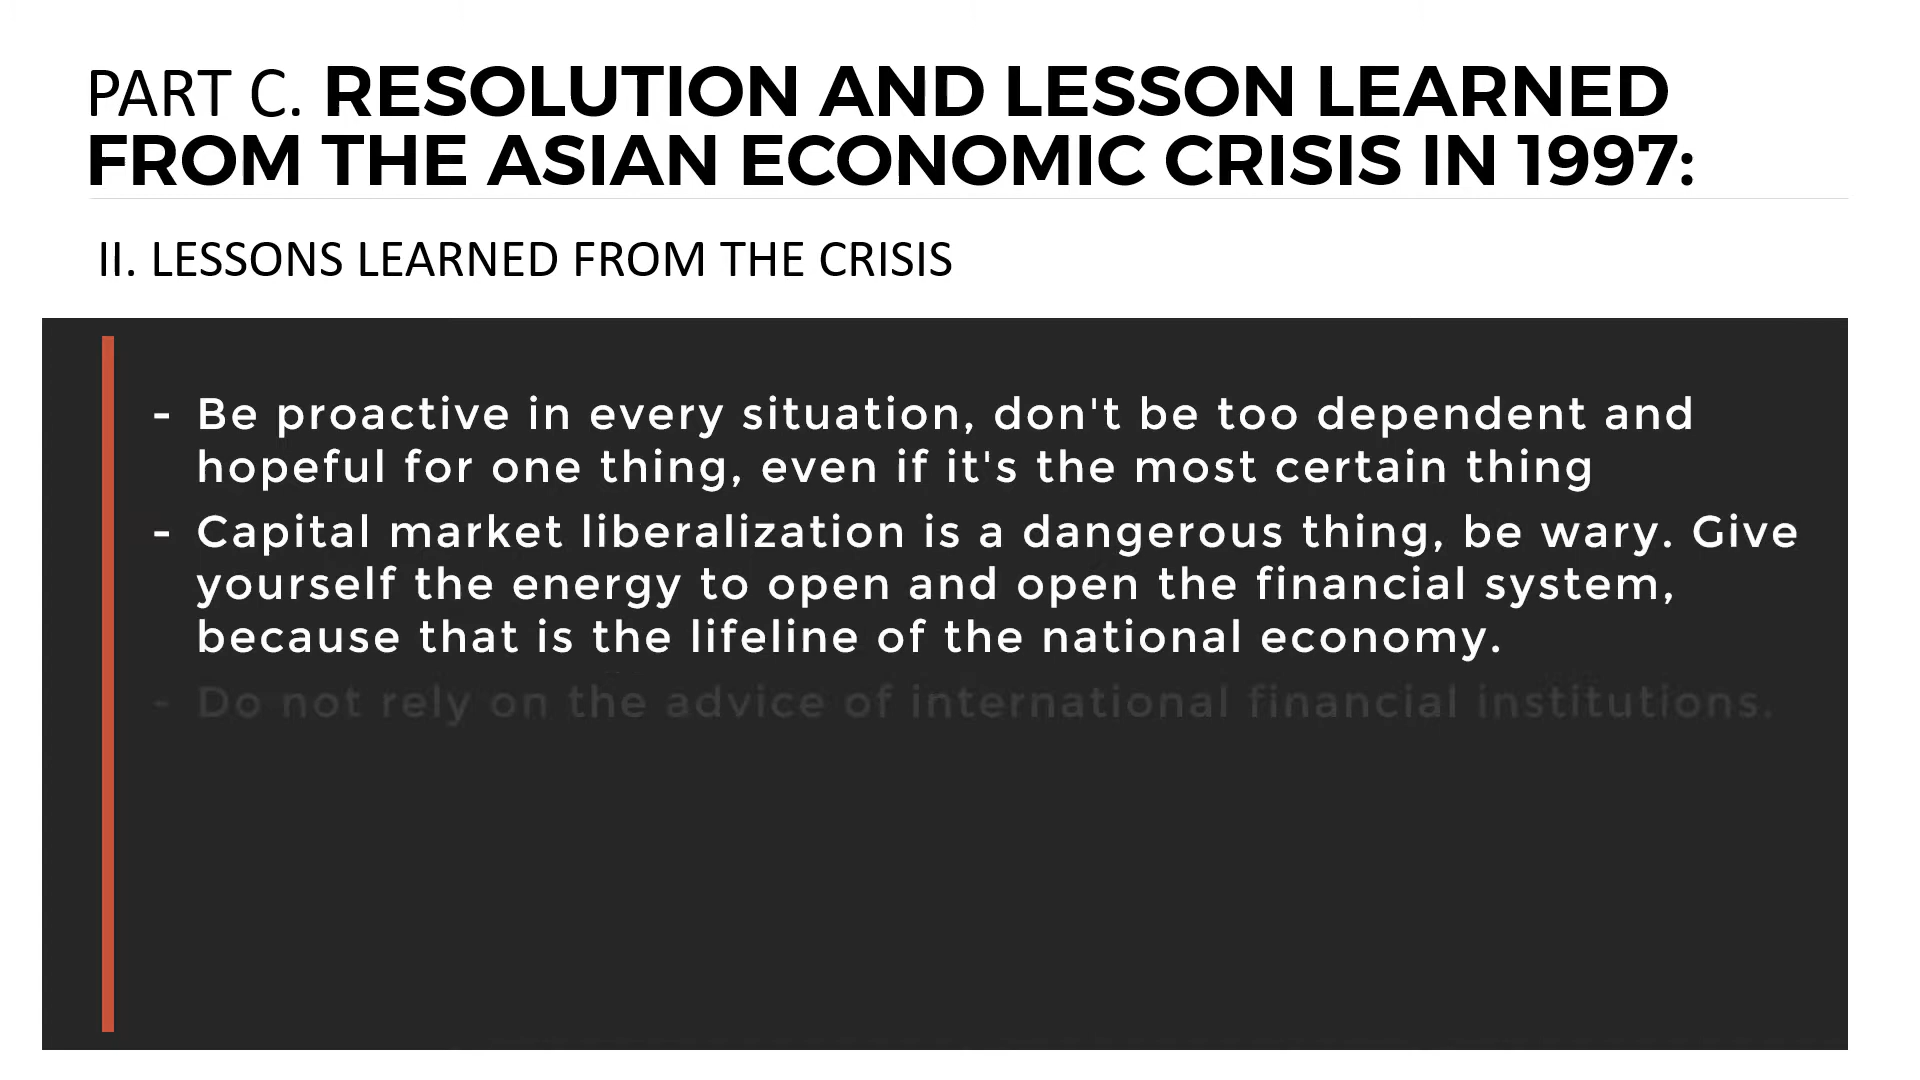 PART C. RESOLUTION AND LESSON LEARNED
FROM THE ASIAN ECONOMIC CRISIS IN 1997:
II. LESSONS LEARNED FROM THE CRISIS
- Be proactive in every situation, don't be too dependent and
hopeful for one thing, even if it's the most certain thing
- Capital market liberalization is a dangerous thing, be wary. Give
yourself the energy to open and open the financial system,
because that is the lifeline of the national economy.
- Do not rely on the advice of international financial institutions.